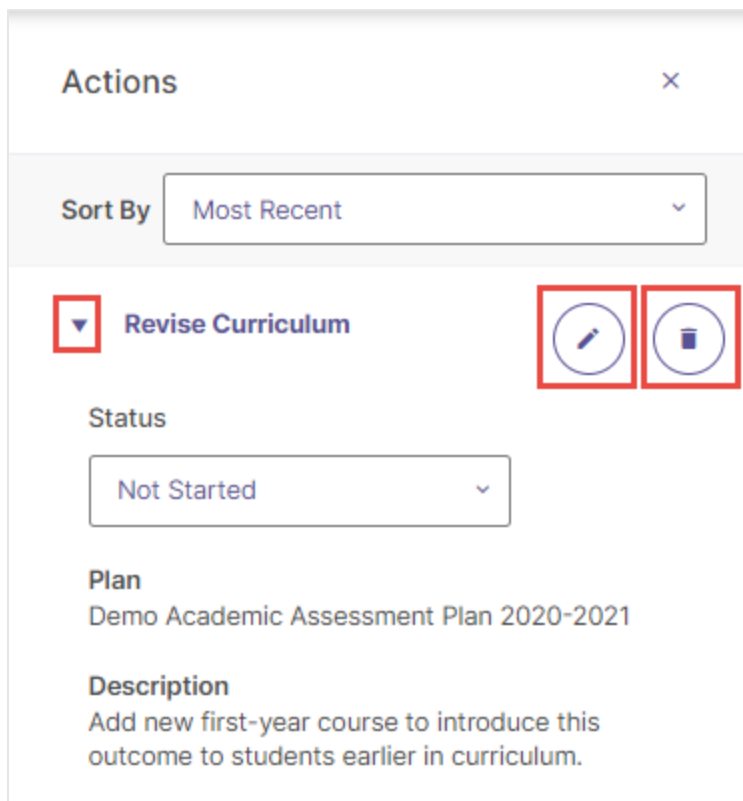 Actions
Sort By Most Recent
Revise Curriculum
Status
Not Started
Plan
Demo Academic Assessment Plan 2020-2021
Description
Add new first-year course to introduce this
outcome to students earlier in curriculum.